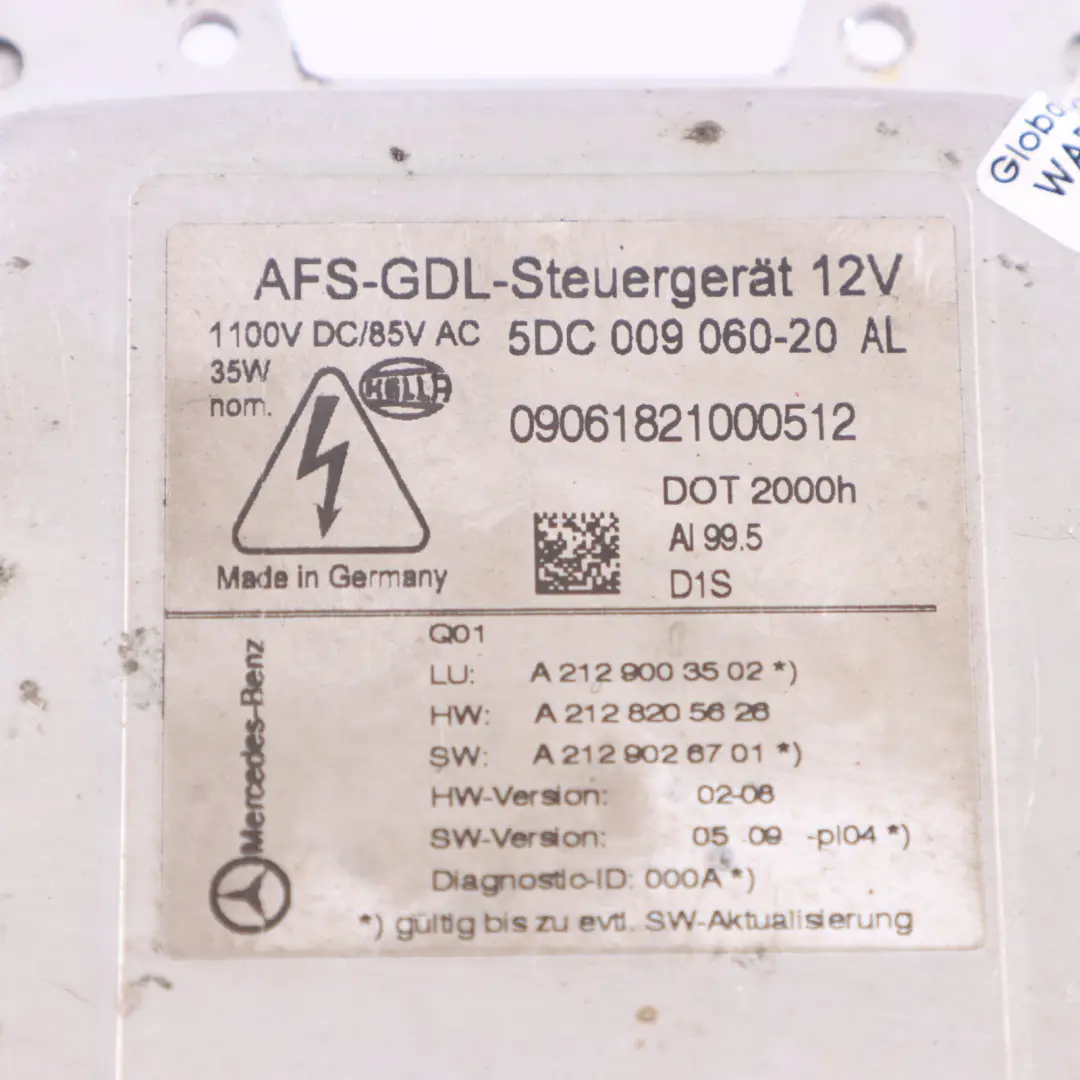 Globa
WAR
AFS-GDL-Steuergerät 12V
1100V DC/85V AC 5DC 009 060-20 AL
35W
nom.
HELLA
09061821000512
DOT 2000h
Al 99.5
D1S
Made in Germany
Mercedes-Benz
Q01
LU: A 212 900 35 02 *)
HW: A 212 820 56 26
SW: A 212 902 67 01 *)
HW-Version: 02-08
SW-Version: 05 .09 -pl04 *)
Diagnostic-ID: 000A *)
*) gültig bis zu evtl. SW-Aktualisierung